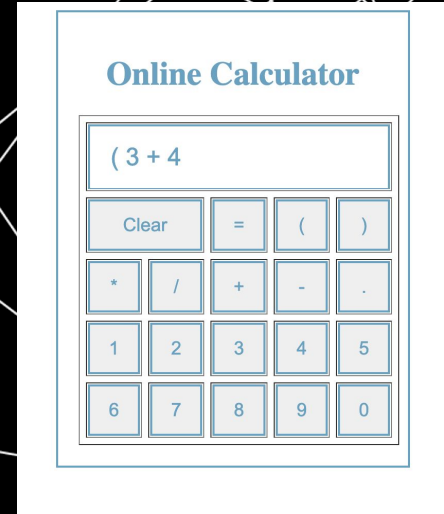 Online Calculator
( 3 + 4
Clear = ( )
* / + - .
1 2 3 4 5
6 7 8 9 0